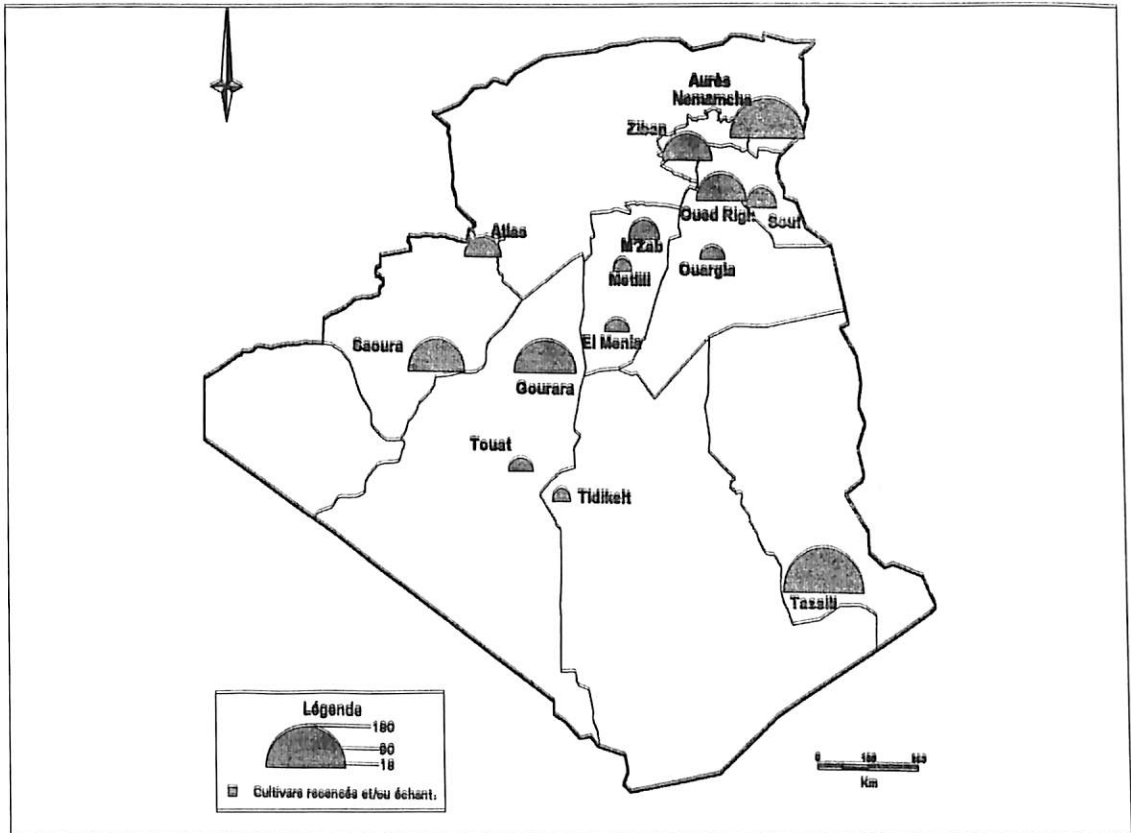 Aurès
Nemamcha
Ziban
Oued Righ
Souf
Atlas
M'Zab
Metlili
Ouargla
El Menia
Saoura
Gourara
Touat
Tidikelt
Tassili
Légende
180
18
Cultivars recensés et/ou échant.
0
Km